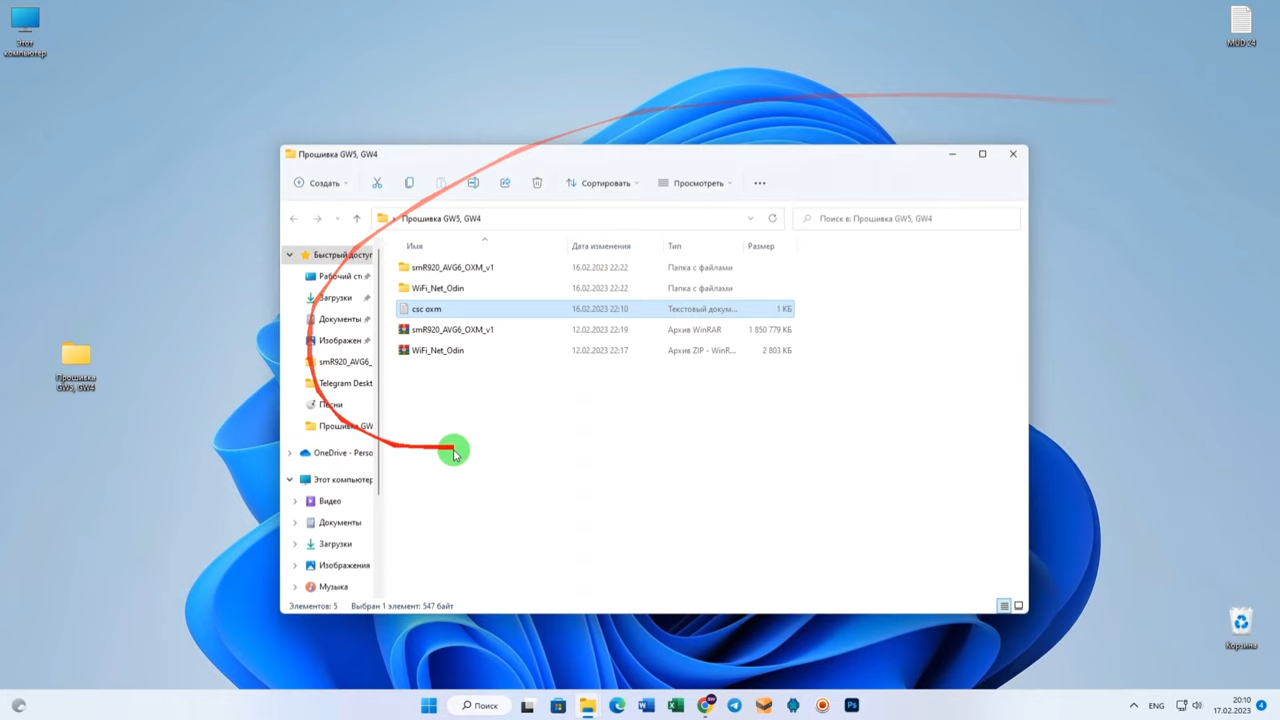 Этот
компьютер
MUD 24
Прошивка
GW5, GW4
Корзина
Прошивка GW5, GW4
Создать
Сортировать
Просмотреть
Прошивка GW5, GW4
Поиск в: Прошивка GW5, GW4
Имя
Дата изменения
Тип
Размер
smR920_AVG6_OXM_v1
16.02.2023 22:22
Папка с файлами
WiFi_Net_Odin
16.02.2023 22:22
Папка с файлами
csc oxm
16.02.2023 22:10
Текстовый докум...
1 КБ
smR920_AVG6_OXM_v1
12.02.2023 22:19
Архив WinRAR
1 850 779 КБ
WiFi_Net_Odin
12.02.2023 22:17
Архив ZIP - WinR...
2 803 КБ
Быстрый доступ
Рабочий сто
Загрузки
Документы
Изображен
smR920_AVG6_
Telegram Deskt
Песни
Прошивка GW
OneDrive - Perso
Этот компьютер
Видео
Документы
Загрузки
Изображения
Музыка
Элементов: 5
Выбран 1 элемент: 547 байт
Поиск
ENG
20:10
17.02.2023
4